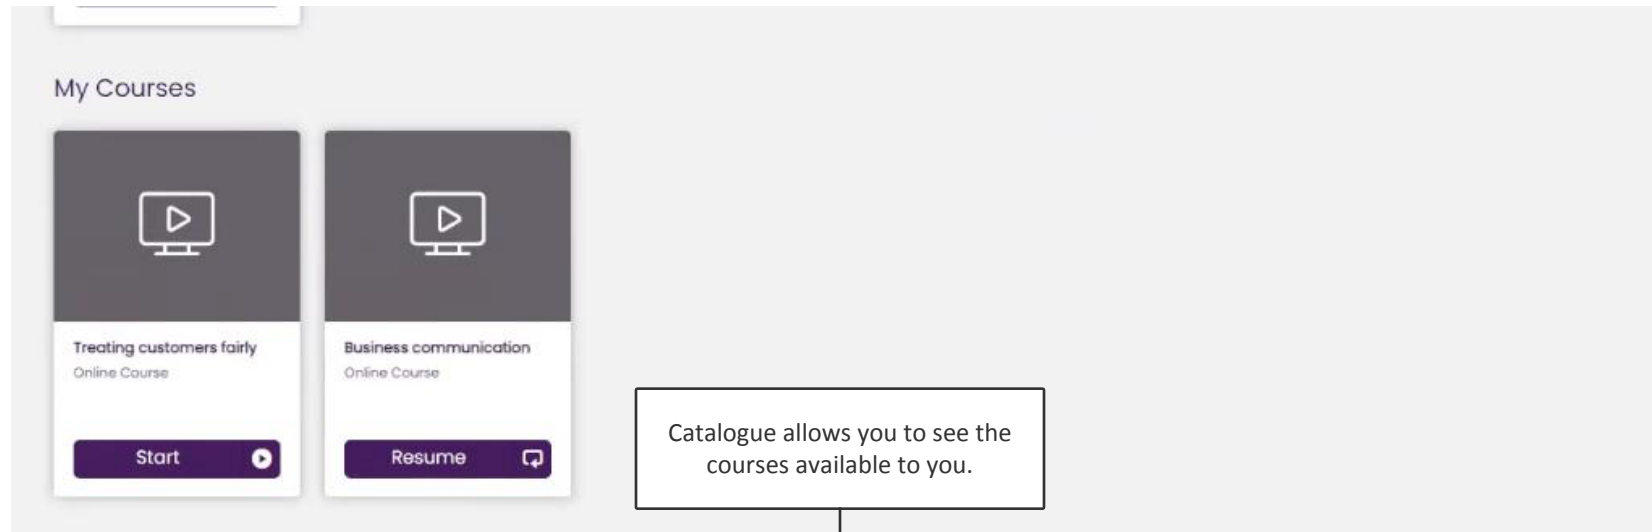 My Courses
Treating customers fairly
Online Course
Start
Business communication
Online Course
Resume
Catalogue allows you to see the
courses available to you.